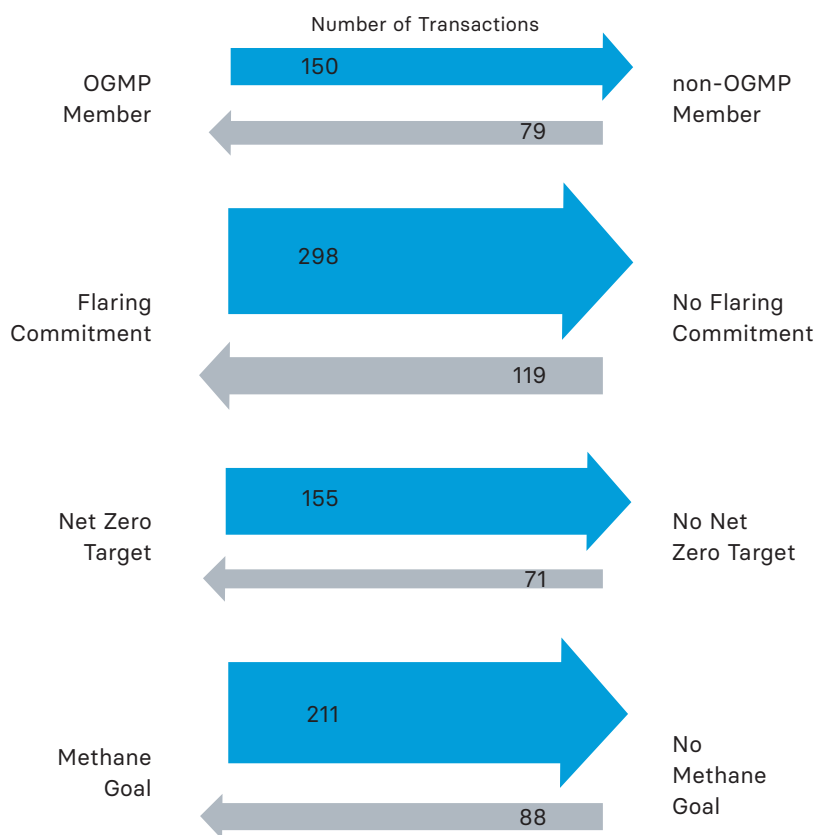 Number of Transactions
150
OGMP
Member
non-OGMP
Member
79
298
Flaring
Commitment
No Flaring
Commitment
119
155
Net Zero
Target
No Net
Zero Target
71
211
Methane
Goal
No
Methane
Goal
88